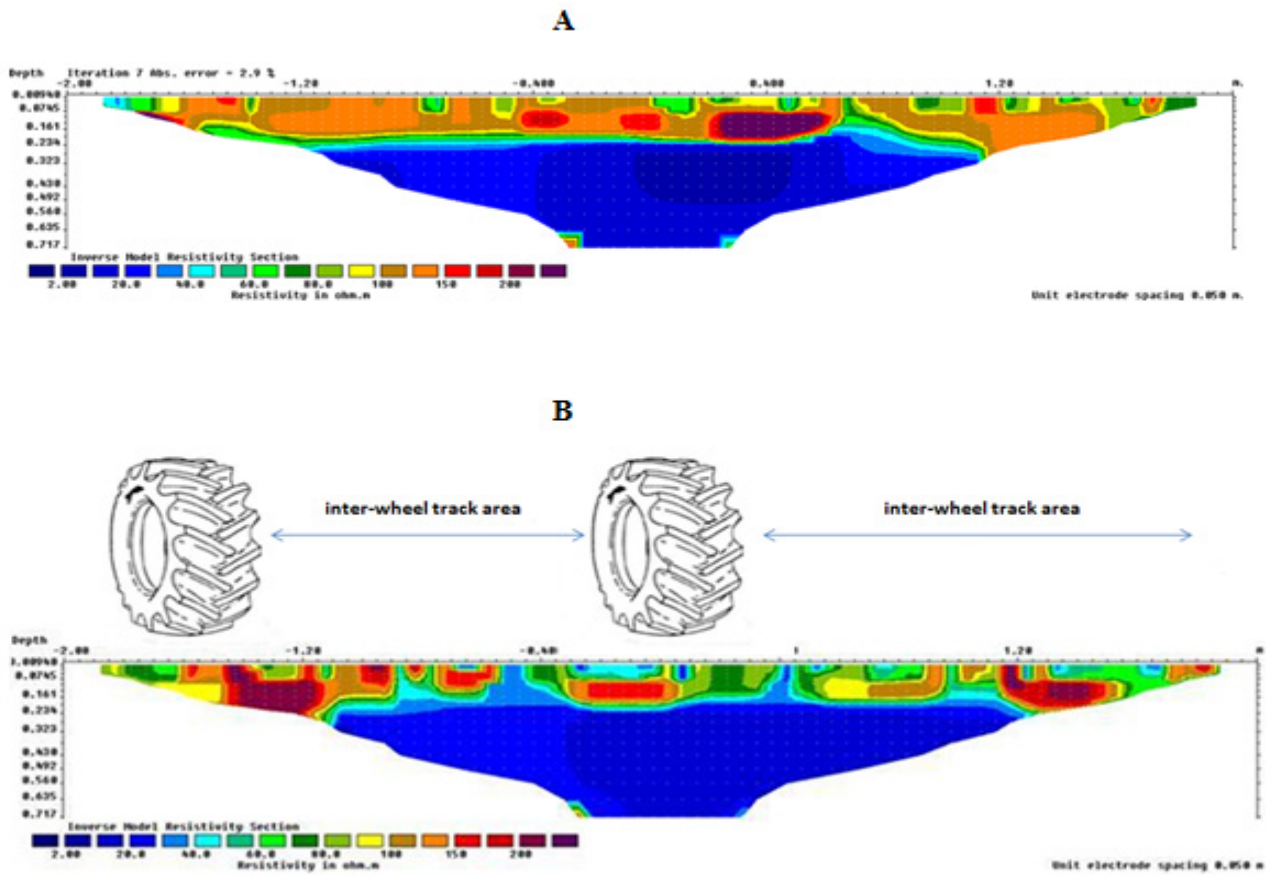 A
Depth Iteration 7 Abs. error = 2.9 %
-2.00 -1.20 -0.400 0.400 1.20 m.
0.00940
0.0745
0.161
0.234
0.323
0.430
0.492
0.560
0.635
0.717
Inverse Model Resistivity Section
2.00 20.0 40.0 60.0 80.0 100 150 200
Resistivity in ohm.m
Unit electrode spacing 0.050 m.
B
inter-wheel track area inter-wheel track area
Depth
-2.00 -1.20 -0.40 1 1.20 m
0.00940
0.0745
0.161
0.234
0.323
0.430
0.492
0.560
0.635
0.717
Inverse Model Resistivity Section
2.00 20.0 40.0 60.0 80.0 100 150 200
Resistivity in ohm.m
Unit electrode spacing 0.050 m